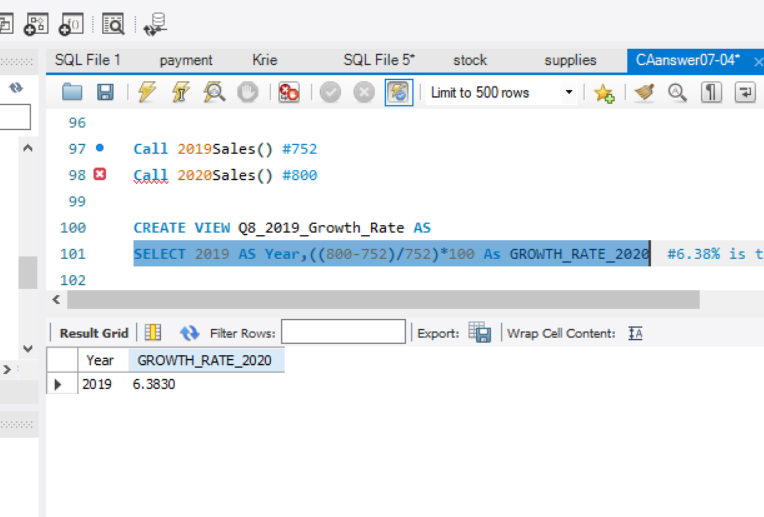 SQL File 1 payment Krie SQL File 5* stock supplies CAanswer07-04*
Limit to 500 rows
96
97 Call 2019Sales() #752
98 Call 2020Sales() #800
99
100 CREATE VIEW Q8_2019_Growth_Rate AS
101 SELECT 2019 AS Year,((800-752)/752)*100 As GROWTH_RATE_2020 #6.38% is t
102
Result Grid Filter Rows: Export: Wrap Cell Content:
Year GROWTH_RATE_2020
2019 6.3830